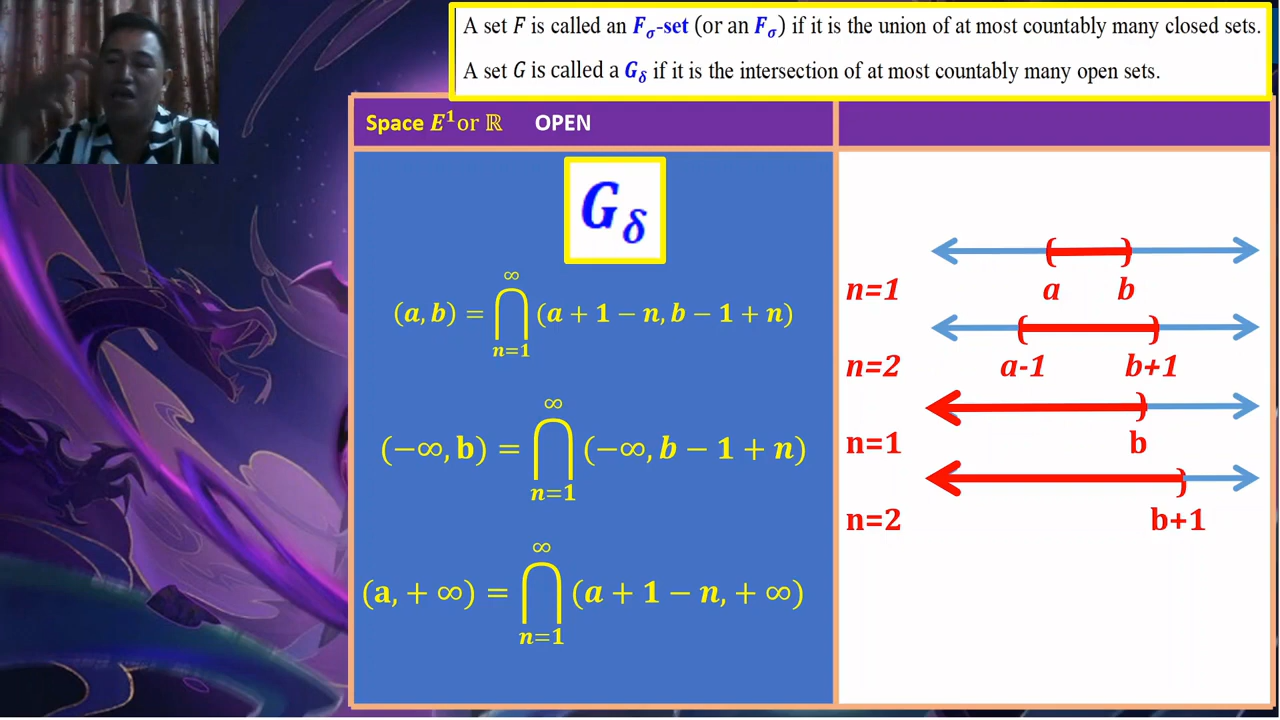 A set F is called an Fσ-set (or an Fσ) if it is the union of at most countably many closed sets.
A set G is called a Gδ if it is the intersection of at most countably many open sets.
Space E¹or ℝ OPEN
Gδ
(a, b) = ⋂_{n=1}^{∞} (a + 1 − n, b − 1 + n)
(−∞, b) = ⋂_{n=1}^{∞} (−∞, b − 1 + n)
(a, + ∞) = ⋂_{n=1}^{∞} (a + 1 − n, + ∞)
( )
n=1 a b
( )
n=2 a-1 b+1
)
n=1 b
)
n=2 b+1